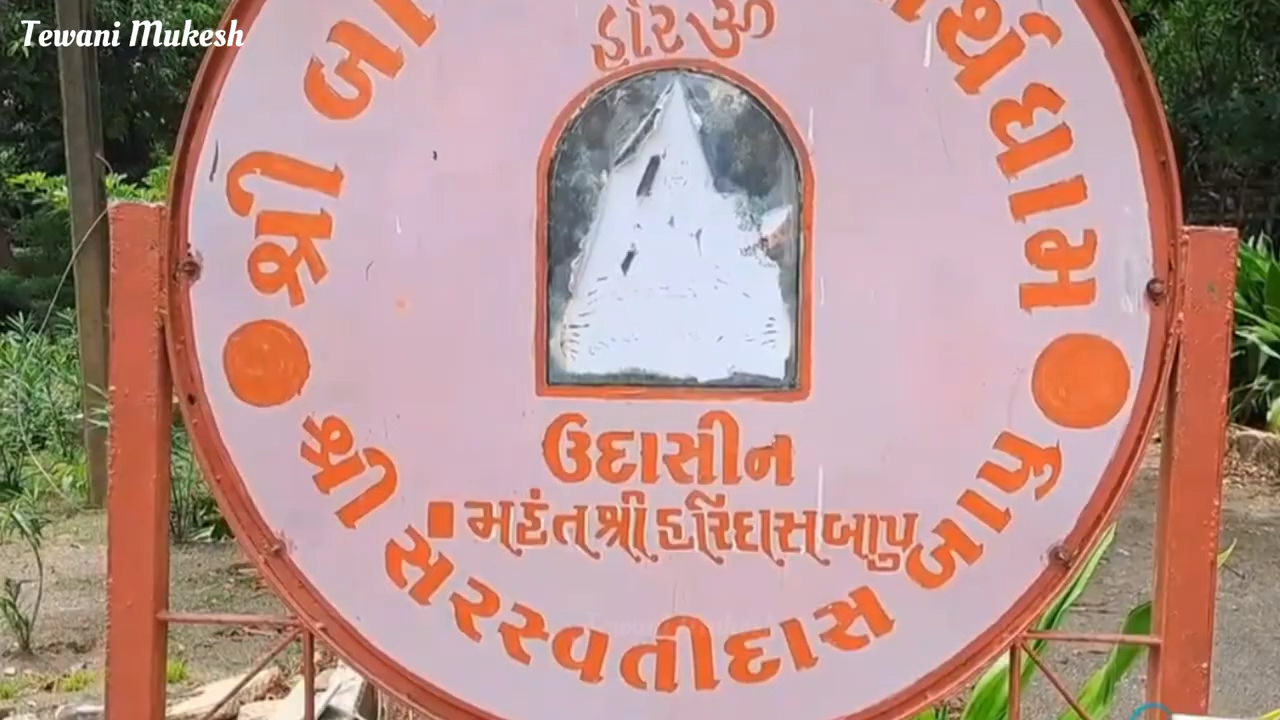 Tewani Mukesh
હરિ ૐ
શ્રી
ઉદાસીન
મહંતશ્રીહરિદાસબાપુ
શ્રી સરસ્વતીદાસ બાપુ